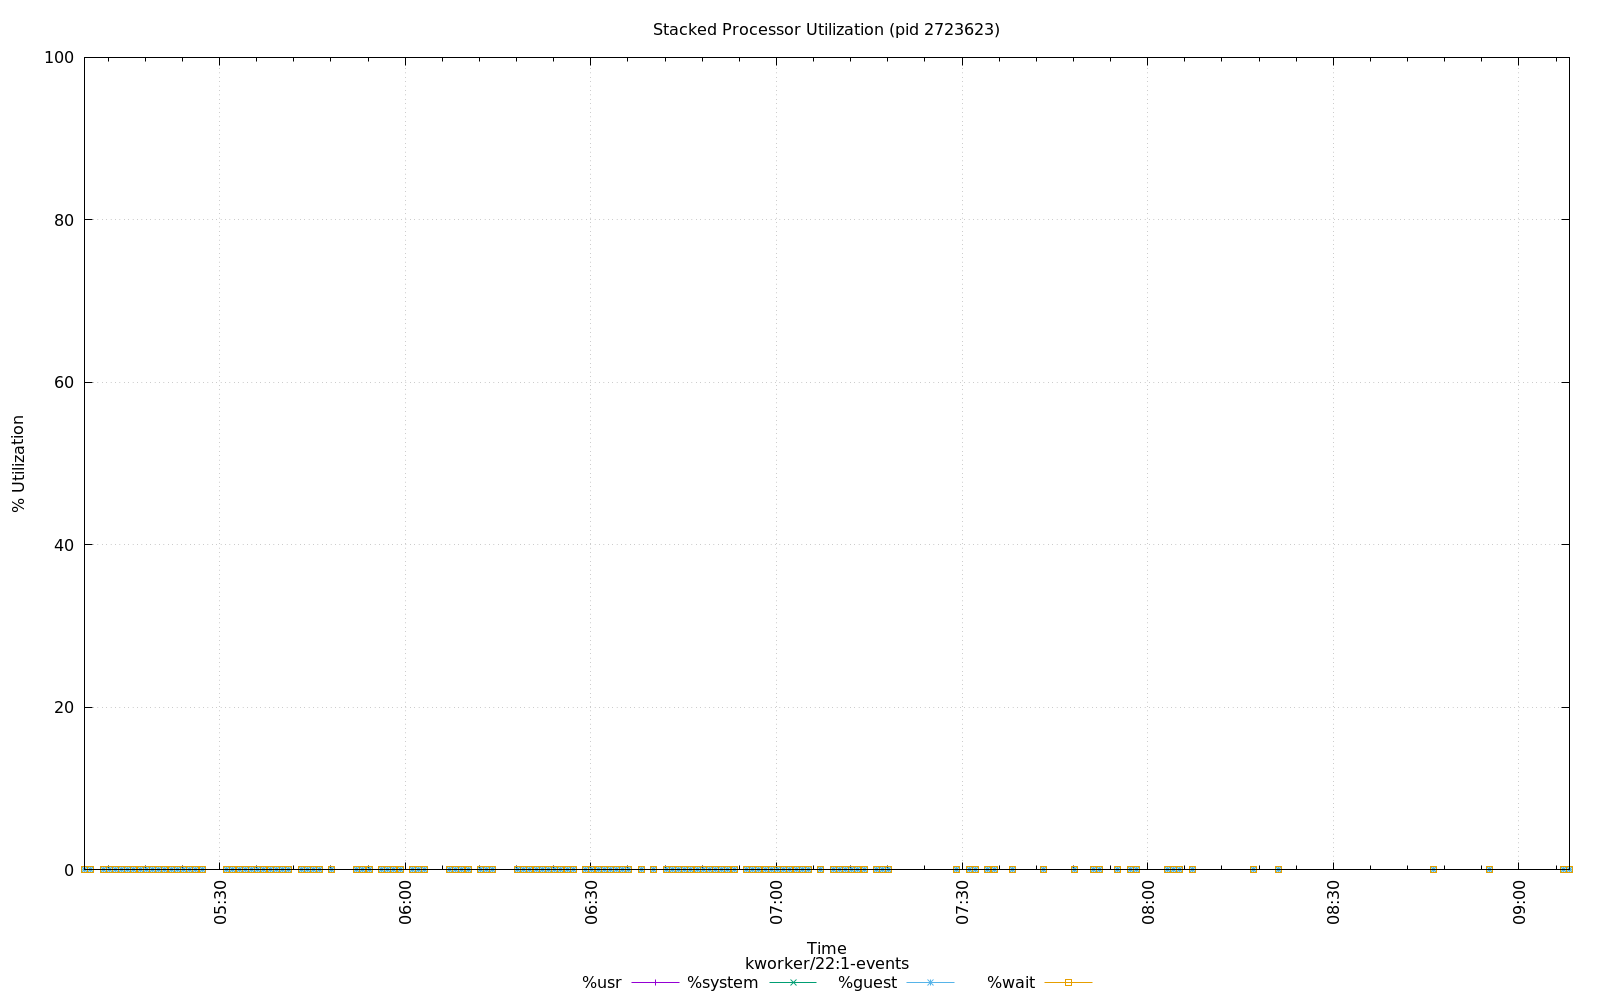 Stacked Processor Utilization (pid 2723623)
100
80
60
40
20
0
% Utilization
05:30
06:00
06:30
07:00
07:30
08:00
08:30
09:00
Time
kworker/22:1-events
%usr %system %guest %wait